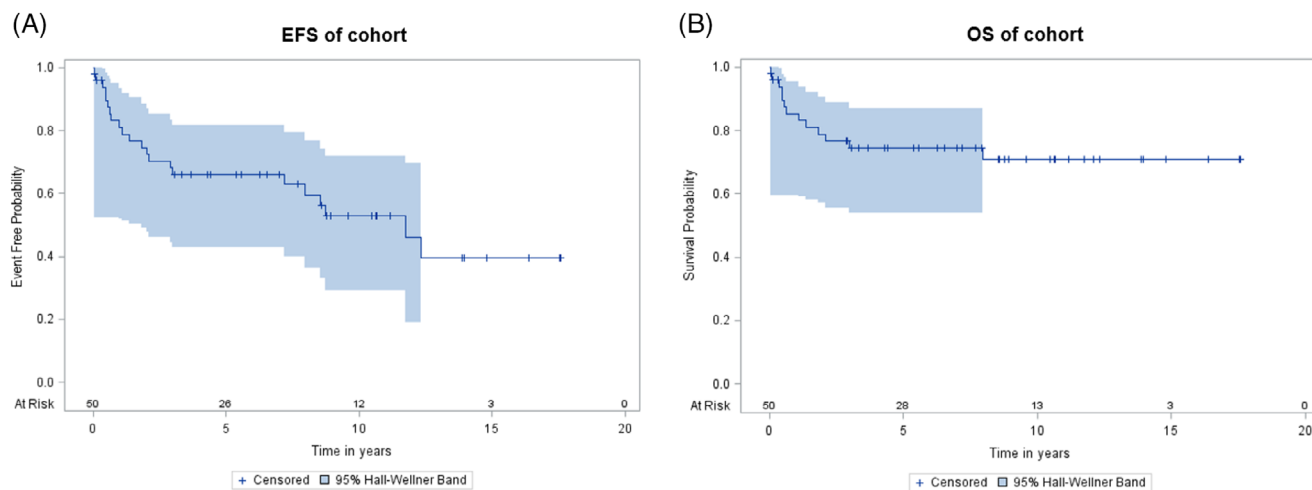 (A)
EFS of cohort
Event Free Probability
1.0
0.8
0.6
0.4
0.2
0.0
At Risk 50 26 12 3 0
0 5 10 15 20
Time in years
+ Censored 95% Hall-Wellner Band
(B)
OS of cohort
Survival Probability
1.0
0.8
0.6
0.4
0.2
0.0
At Risk 50 28 13 3 0
0 5 10 15 20
Time in years
+ Censored 95% Hall-Wellner Band